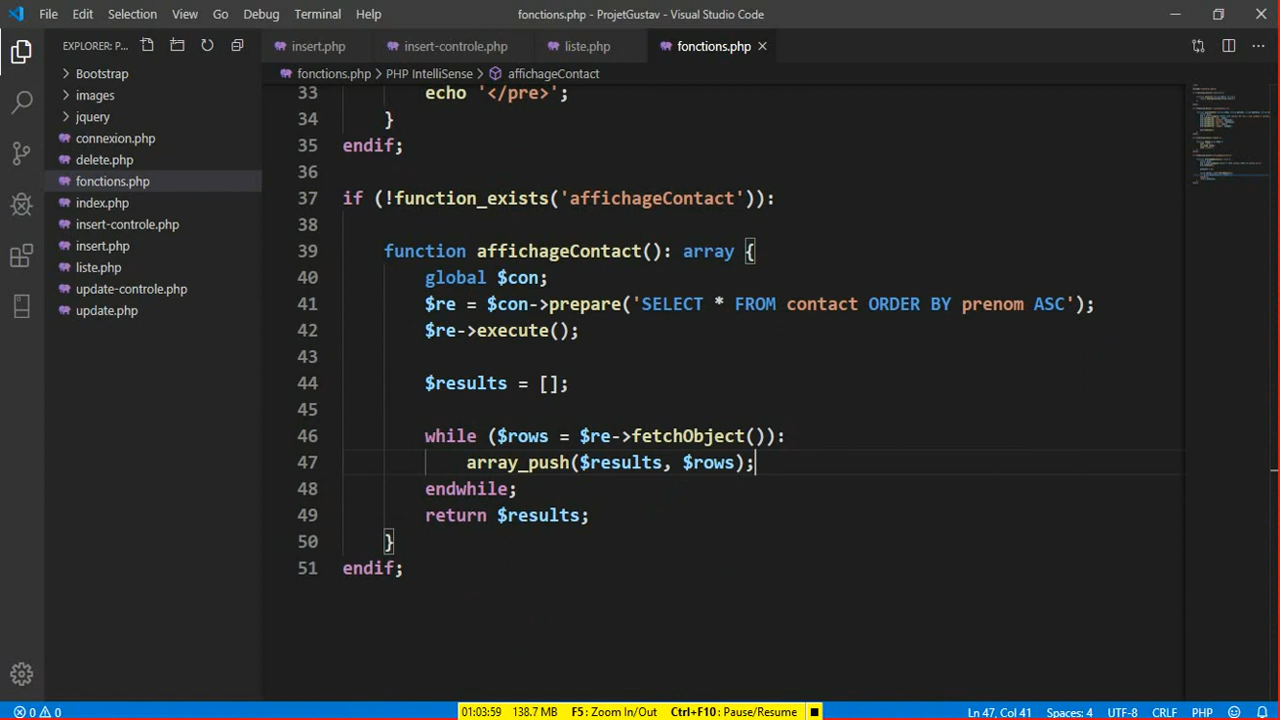 File Edit Selection View Go Debug Terminal Help fonctions.php - ProjetGustav - Visual Studio Code
EXPLORER: P...
insert.php insert-controle.php liste.php fonctions.php
Bootstrap
images
jquery
connexion.php
delete.php
fonctions.php
index.php
insert-controle.php
insert.php
liste.php
update-controle.php
update.php
fonctions.php > PHP IntelliSense > affichageContact
33 echo '</pre>';
34 }
35 endif;
36
37 if (!function_exists('affichageContact')):
38
39 function affichageContact(): array {
40 global $con;
41 $re = $con->prepare('SELECT * FROM contact ORDER BY prenom ASC');
42 $re->execute();
43
44 $results = [];
45
46 while ($rows = $re->fetchObject()):
47 array_push($results, $rows);
48 endwhile;
49 return $results;
50 }
51 endif;
0 0 01:03:59 138.7 MB F5: Zoom In/Out Ctrl+F10: Pause/Resume Ln 47, Col 41 Spaces: 4 UTF-8 CRLF PHP